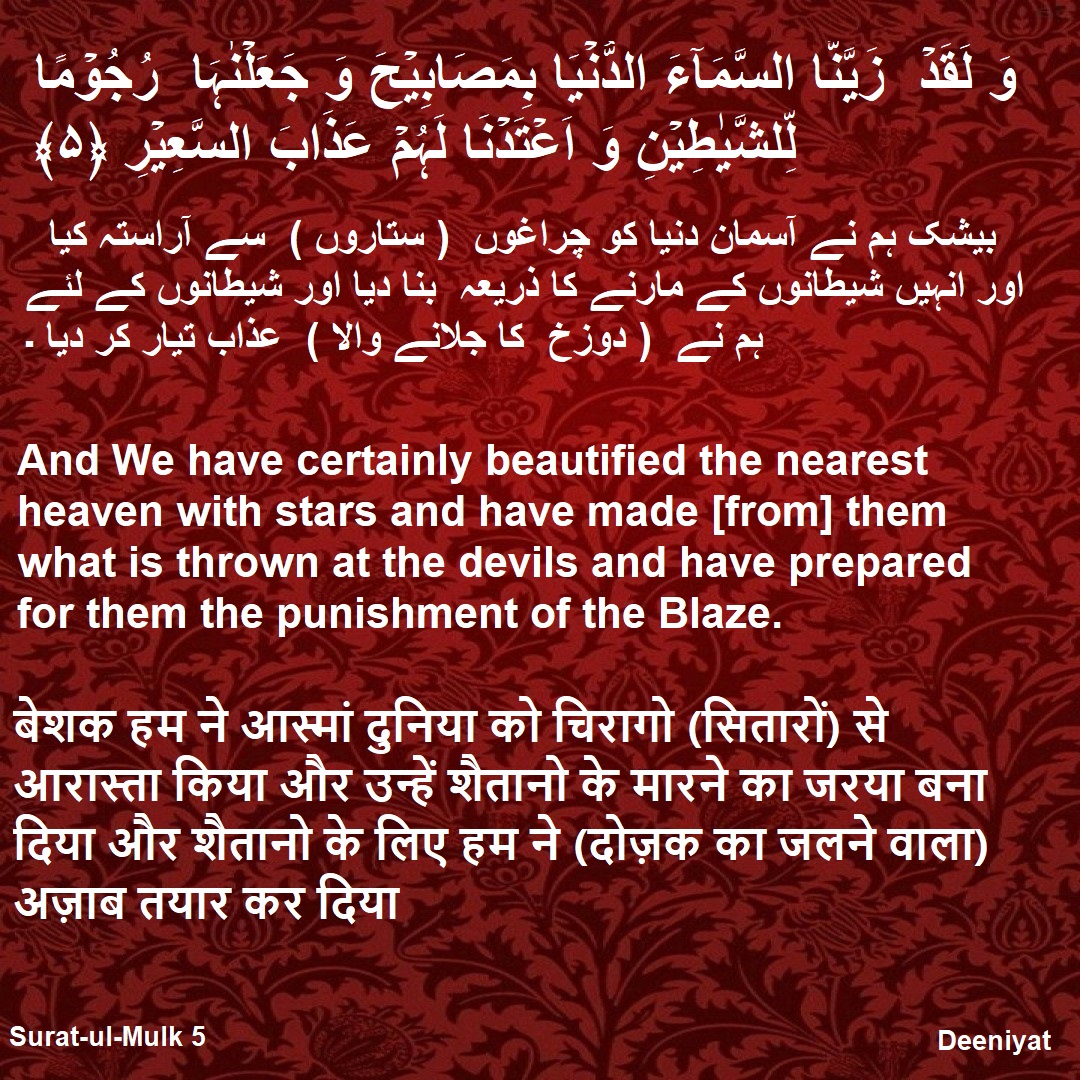 وَ لَقَدۡ زَیَّنَّا السَّمَآءَ الدُّنۡیَا بِمَصَابِیۡحَ وَ جَعَلۡنٰہَا رُجُوۡمًا
لِّلشَّیٰطِیۡنِ وَ اَعۡتَدۡنَا لَہُمۡ عَذَابَ السَّعِیۡرِ ﴿۵﴾
بیشک ہم نے آسمان دنیا کو چراغوں ( ستاروں ) سے آراستہ کیا
اور انہیں شیطانوں کے مارنے کا ذریعہ بنا دیا اور شیطانوں کے لئے
ہم نے ( دوزخ کا جلانے والا ) عذاب تیار کر دیا ۔
And We have certainly beautified the nearest
heaven with stars and have made [from] them
what is thrown at the devils and have prepared
for them the punishment of the Blaze.
बेशक हम ने आस्मां दुनिया को चिरागो (सितारों) से
आरास्ता किया और उन्हें शैतानो के मारने का जरया बना
दिया और शैतानो के लिए हम ने (दोज़क का जलने वाला)
अज़ाब तयार कर दिया
Surat-ul-Mulk 5
Deeniyat